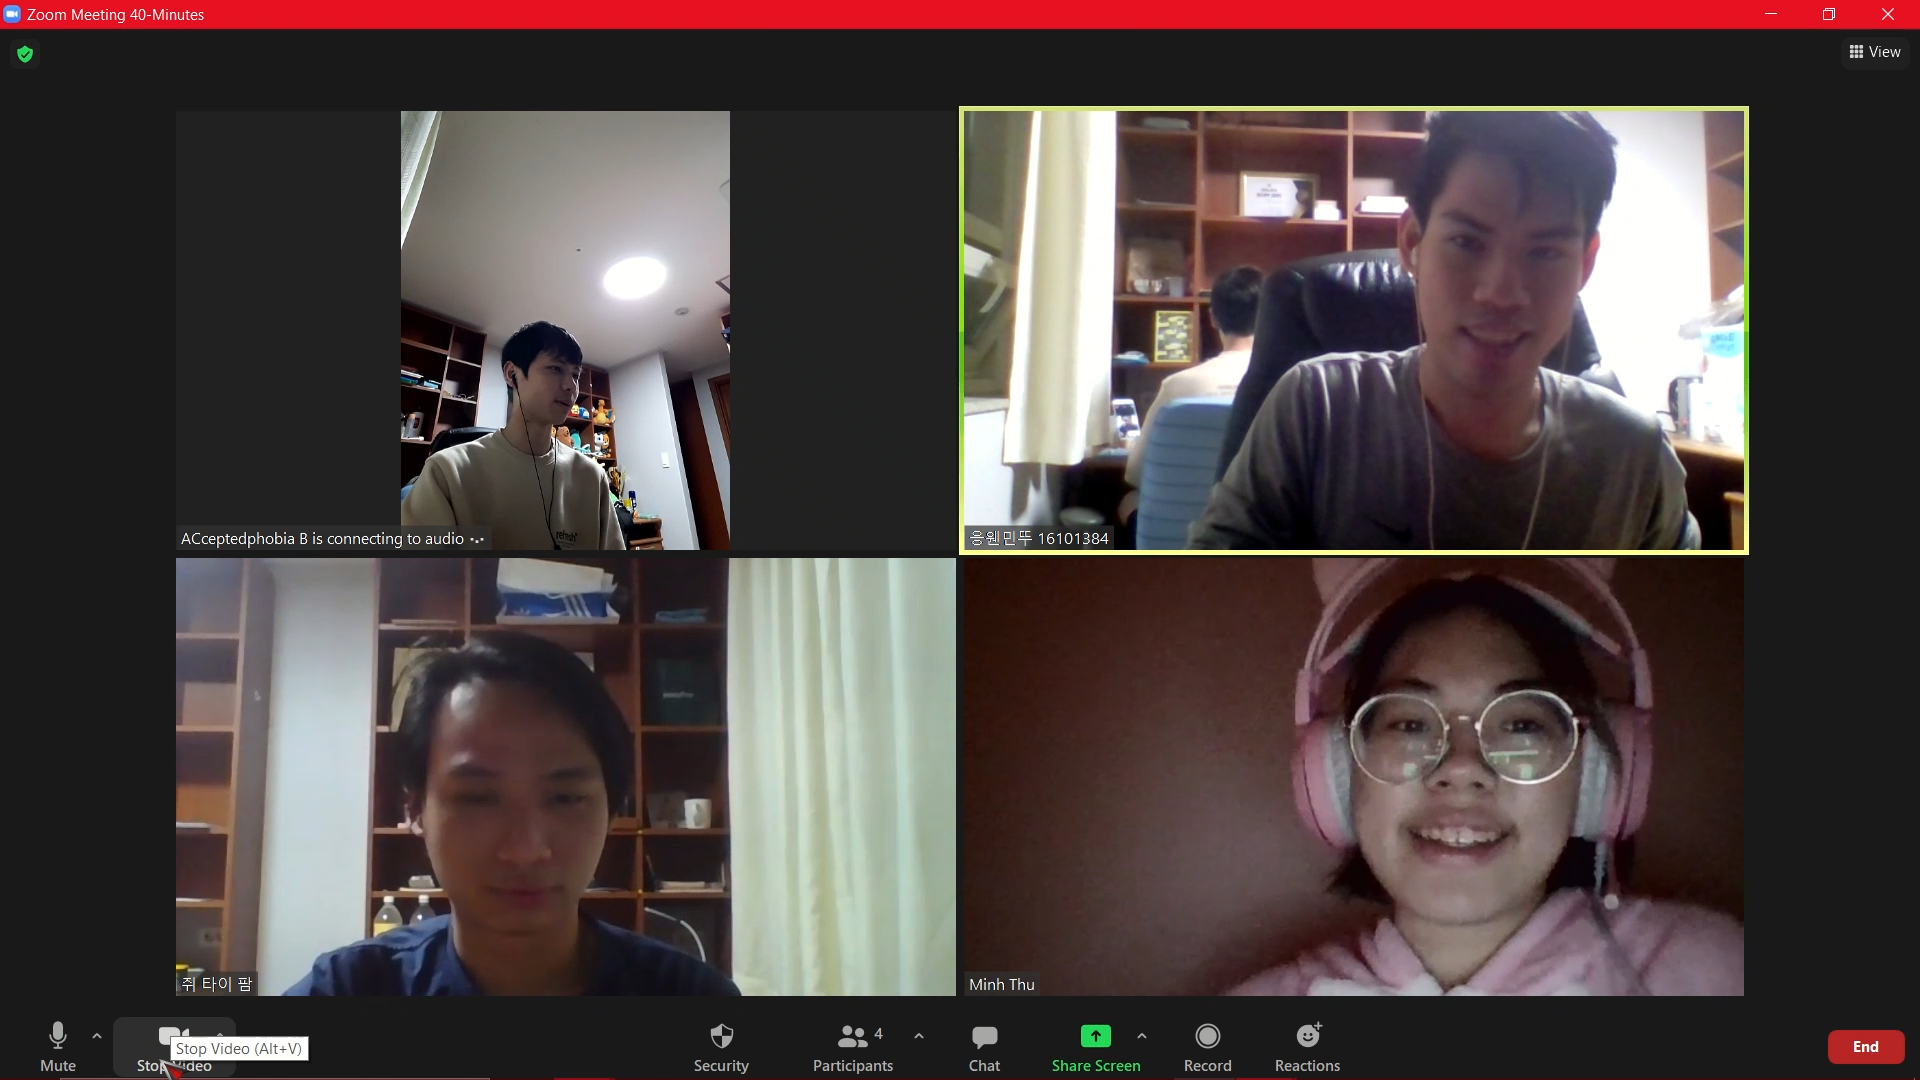 Zoom Meeting 40-Minutes
View
ACceptedphobia B is connecting to audio
응웬민뚜 16101384
쥐 타이 팜
Minh Thu
Mute
Stop Video
Stop Video (Alt+V)
Security
Participants
4
Chat
Share Screen
Record
Reactions
End